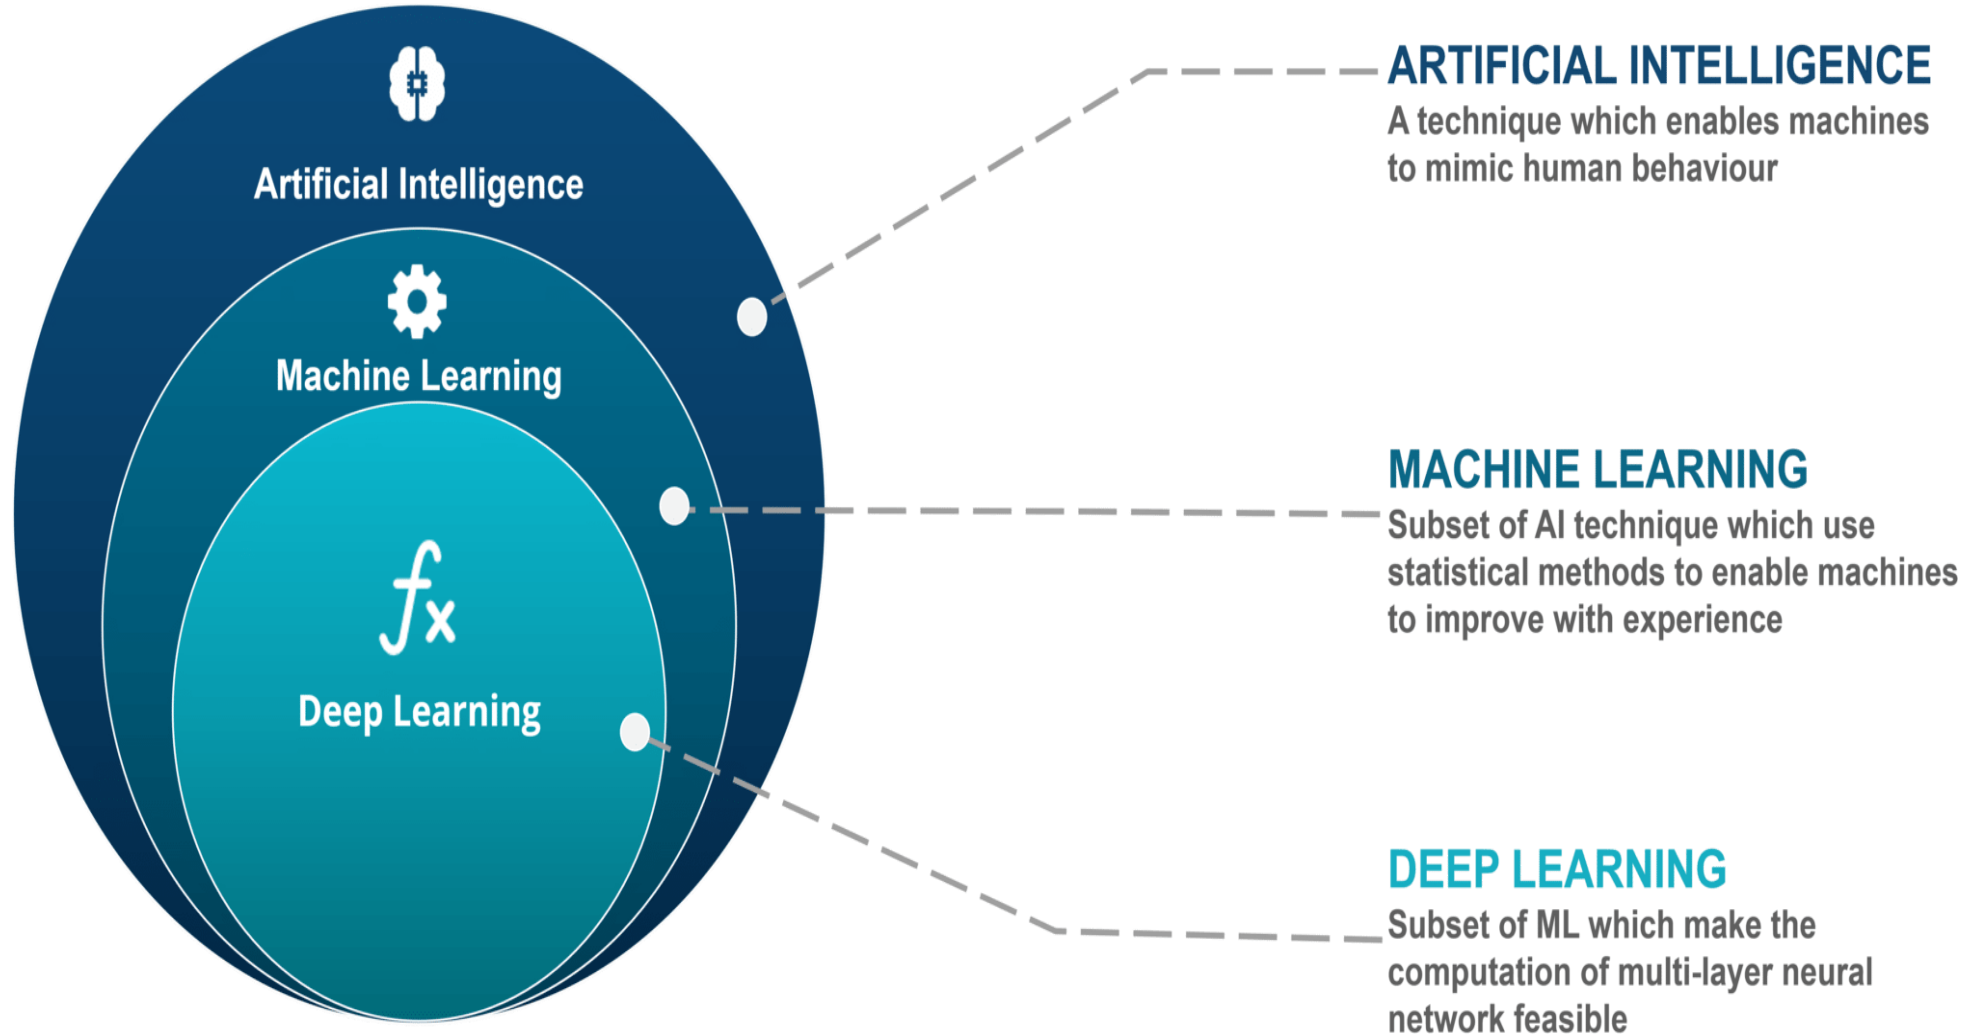 Artificial Intelligence
Machine Learning
fx
Deep Learning
ARTIFICIAL INTELLIGENCE
A technique which enables machines
to mimic human behaviour
MACHINE LEARNING
Subset of AI technique which use
statistical methods to enable machines
to improve with experience
DEEP LEARNING
Subset of ML which make the
computation of multi-layer neural
network feasible